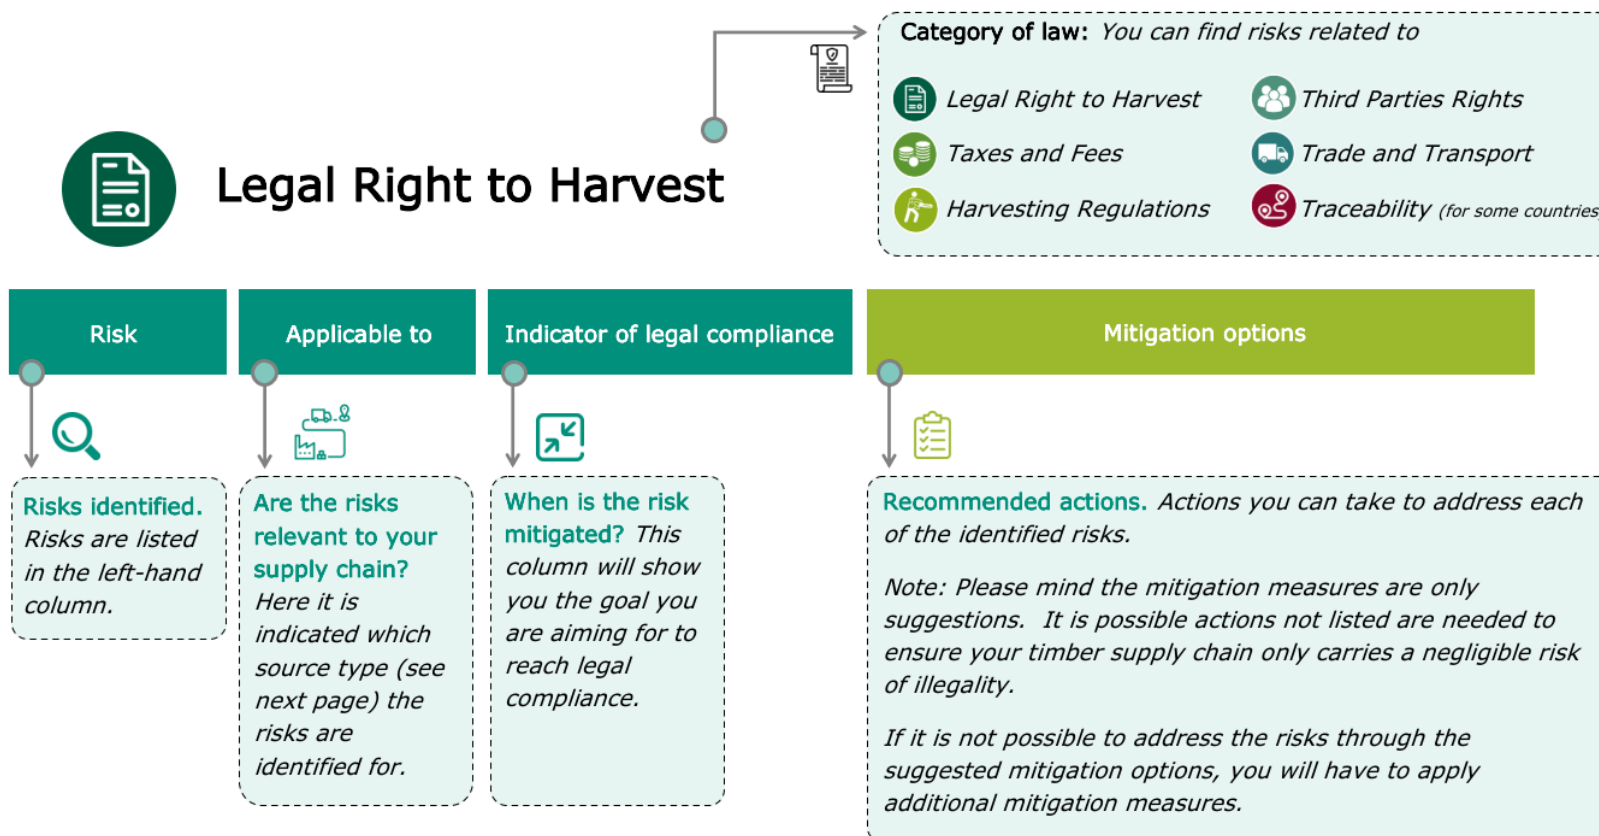 Category of law: You can find risks related to
Legal Right to Harvest
Third Parties Rights
Taxes and Fees
Trade and Transport
Harvesting Regulations
Traceability (for some countries)
Legal Right to Harvest
Risk
Applicable to
Indicator of legal compliance
Mitigation options
Risks identified.
Risks are listed
in the left-hand
column.
Are the risks
relevant to your
supply chain?
Here it is
indicated which
source type (see
next page) the
risks are
identified for.
When is the risk
mitigated? This
column will show
you the goal you
are aiming for to
reach legal
compliance.
Recommended actions. Actions you can take to address each
of the identified risks.
Note: Please mind the mitigation measures are only
suggestions.  It is possible actions not listed are needed to
ensure your timber supply chain only carries a negligible risk
of illegality.
If it is not possible to address the risks through the
suggested mitigation options, you will have to apply
additional mitigation measures.